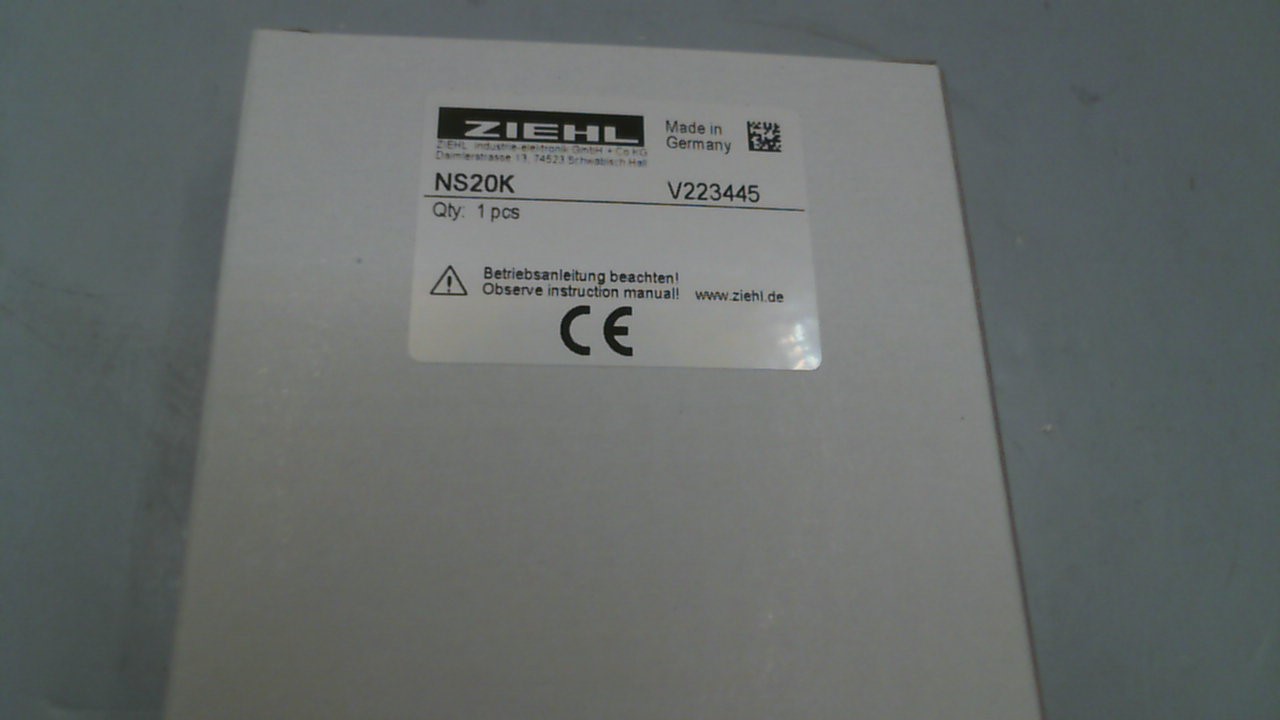 ZIEHL
ZIEHL industrie-elektronik GmbH + Co KG
Daimlerstrasse 13, 74523 Schwäbisch Hall
Made in
Germany
NS20K V223445
Qty: 1 pcs
Betriebsanleitung beachten!
Observe instruction manual! www.ziehl.de
CE